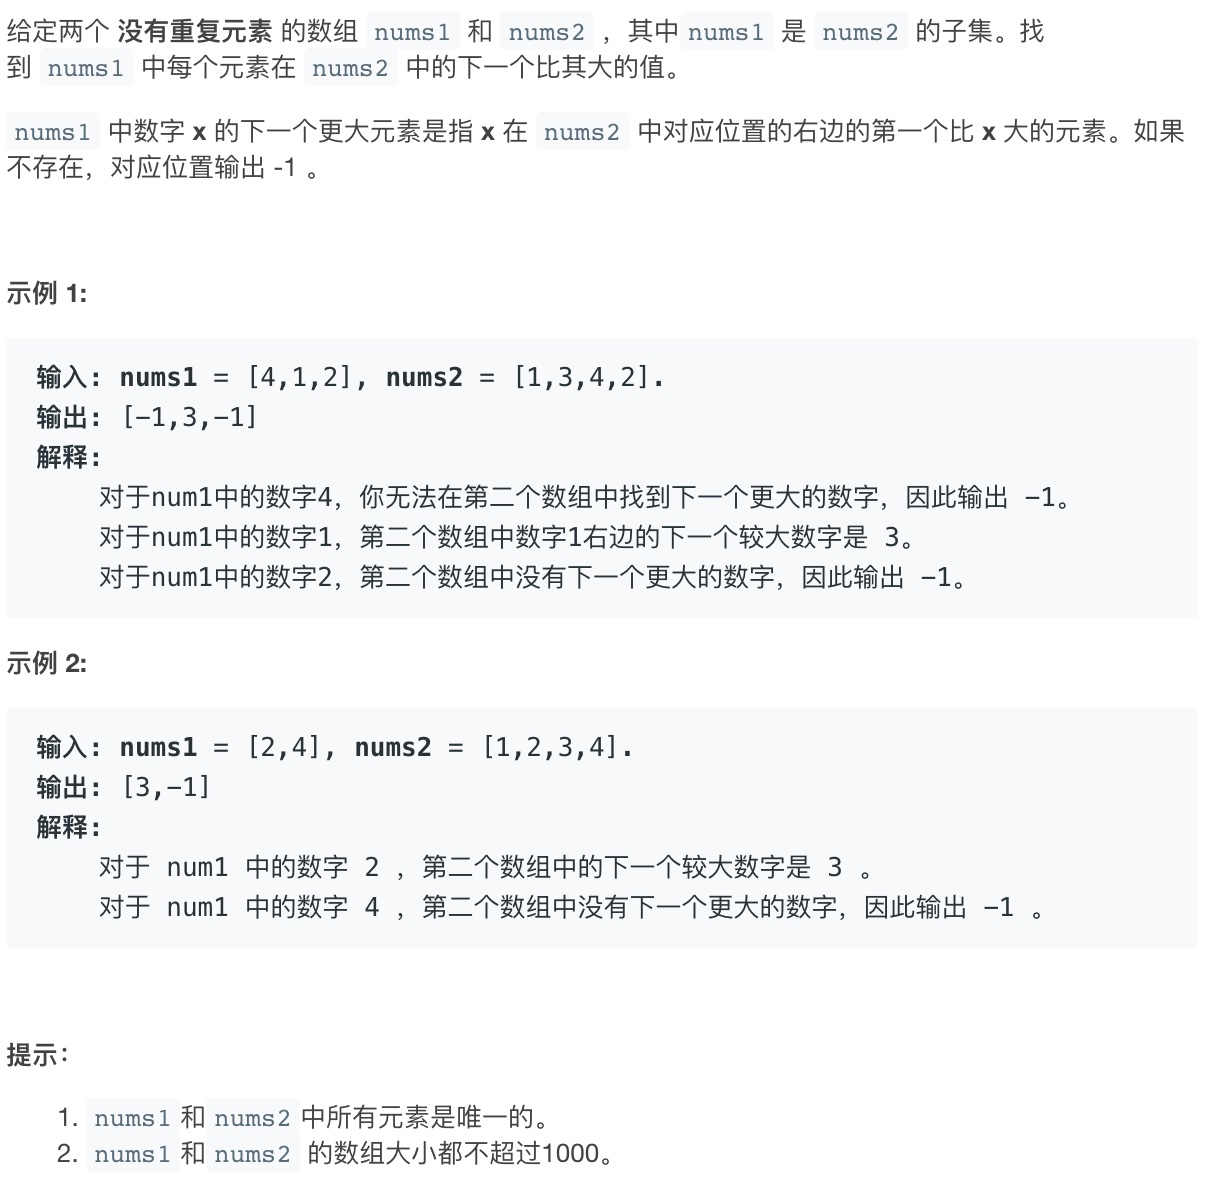 给定两个 没有重复元素 的数组 nums1 和 nums2 ，其中 nums1 是 nums2 的子集。找
到 nums1 中每个元素在 nums2 中的下一个比其大的值。
nums1 中数字 x 的下一个更大元素是指 x 在 nums2 中对应位置的右边的第一个比 x 大的元素。如果
不存在，对应位置输出 -1 。
示例 1:
输入: nums1 = [4,1,2], nums2 = [1,3,4,2].
输出: [-1,3,-1]
解释:
对于num1中的数字4，你无法在第二个数组中找到下一个更大的数字，因此输出 -1。
对于num1中的数字1，第二个数组中数字1右边的下一个较大数字是 3。
对于num1中的数字2，第二个数组中没有下一个更大的数字，因此输出 -1。
示例 2:
输入: nums1 = [2,4], nums2 = [1,2,3,4].
输出: [3,-1]
解释:
对于 num1 中的数字 2 ，第二个数组中的下一个较大数字是 3 。
对于 num1 中的数字 4 ，第二个数组中没有下一个更大的数字，因此输出 -1 。
提示：
1. nums1 和 nums2 中所有元素是唯一的。
2. nums1 和 nums2 的数组大小都不超过1000。